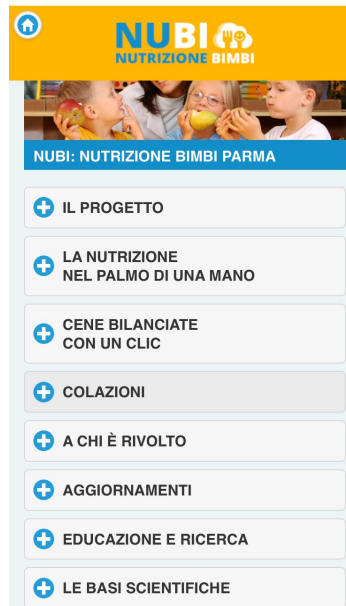 NUBI
NUTRIZIONE BIMBI
NUBI: NUTRIZIONE BIMBI PARMA
IL PROGETTO
LA NUTRIZIONE
NEL PALMO DI UNA MANO
CENE BILANCIATE
CON UN CLIC
COLAZIONI
A CHI È RIVOLTO
AGGIORNAMENTI
EDUCAZIONE E RICERCA
LE BASI SCIENTIFICHE